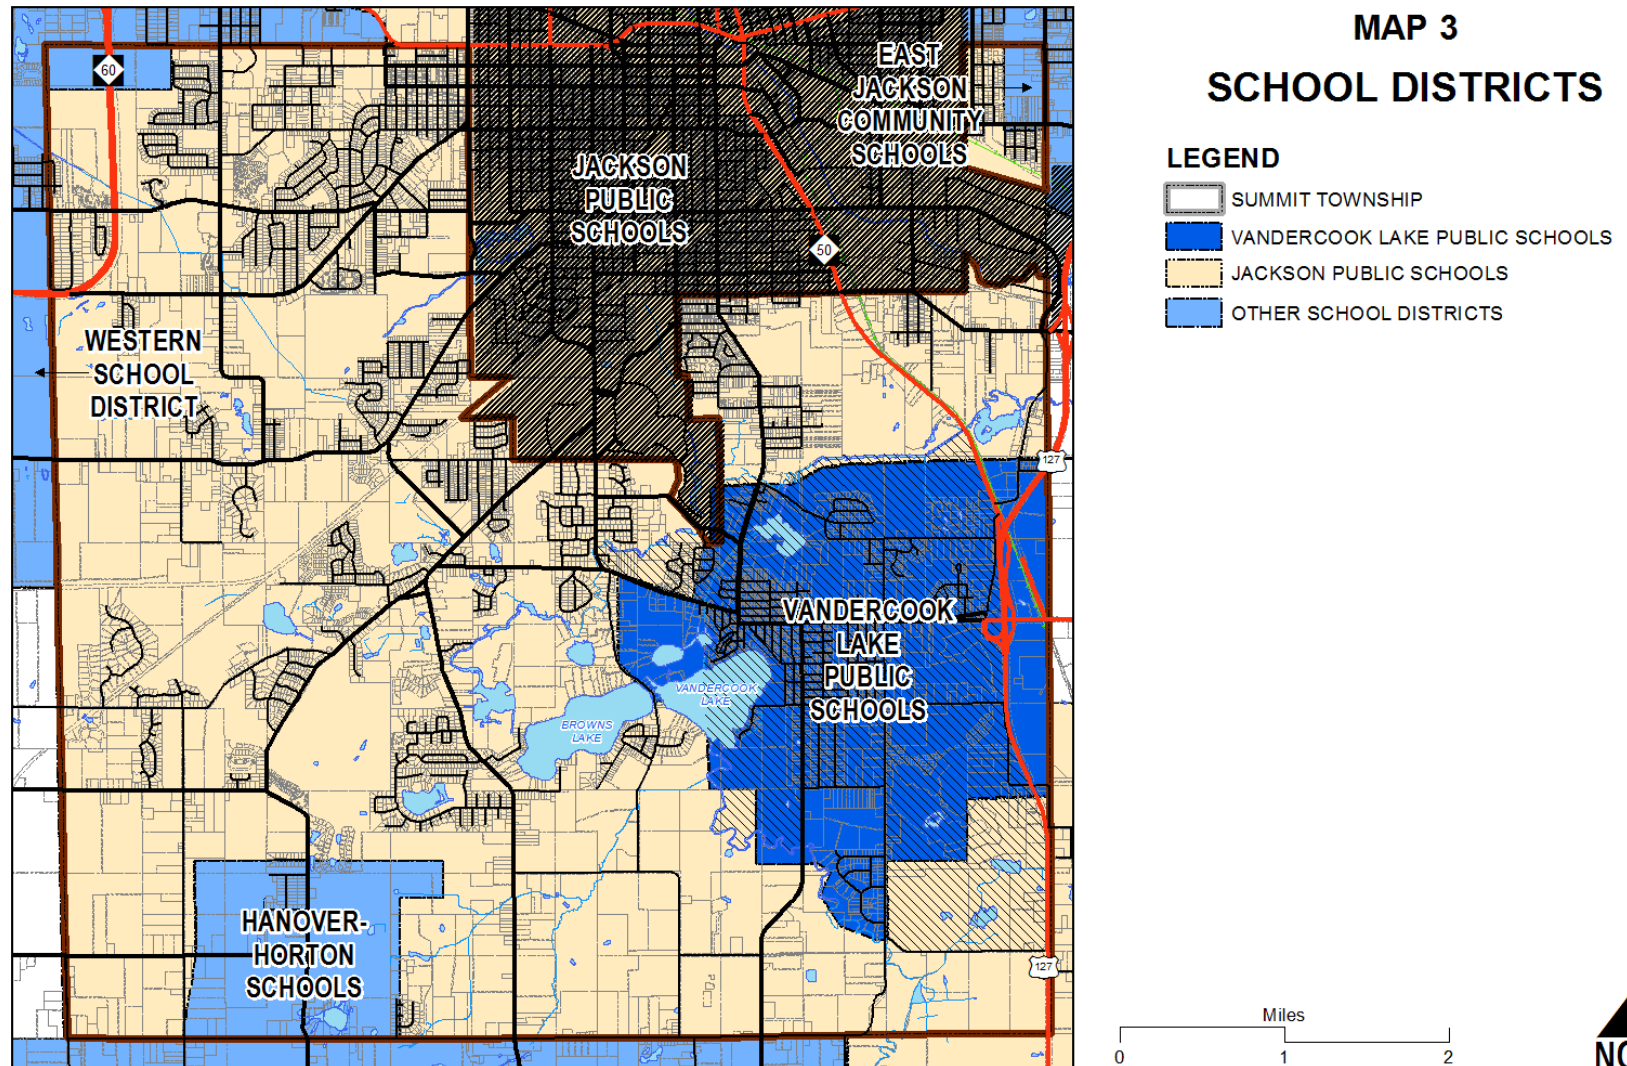 MAP 3
SCHOOL DISTRICTS
LEGEND
SUMMIT TOWNSHIP
VANDERCOOK LAKE PUBLIC SCHOOLS
JACKSON PUBLIC SCHOOLS
OTHER SCHOOL DISTRICTS
60
EAST
JACKSON
COMMUNITY
SCHOOLS
JACKSON
PUBLIC
SCHOOLS
50
WESTERN
SCHOOL
DISTRICT
127
VANDERCOOK
LAKE
PUBLIC
SCHOOLS
VANDERCOOK
LAKE
BROWNS
LAKE
HANOVER-
HORTON
SCHOOLS
127
Miles
0 1 2
NO